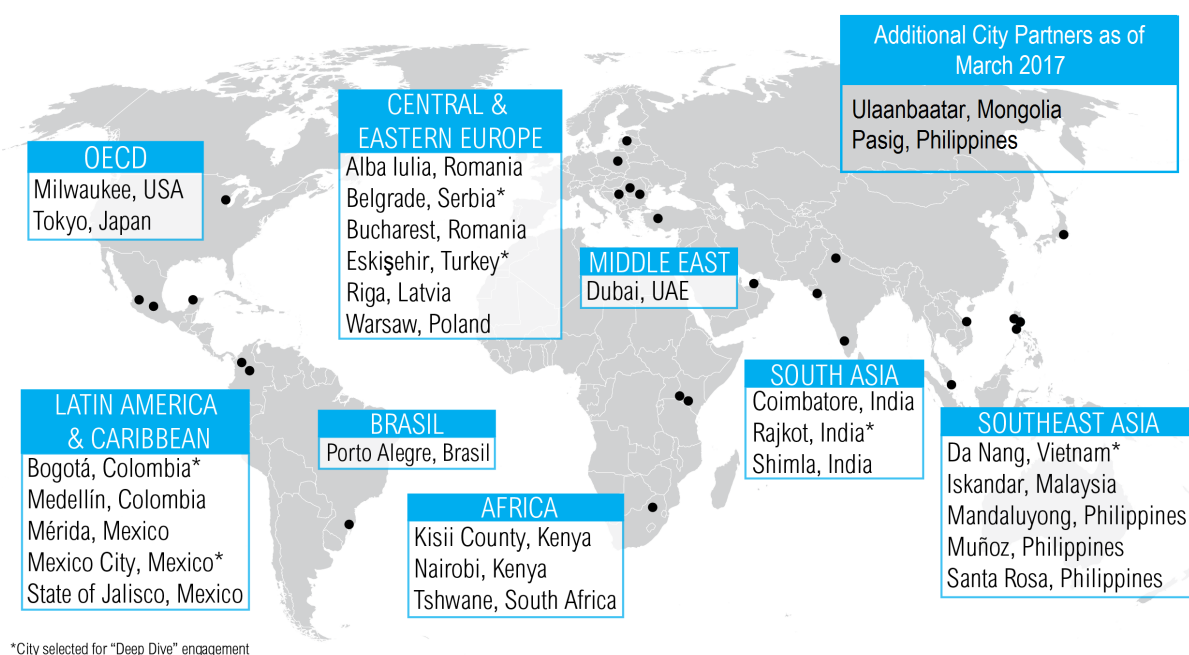 Additional City Partners as of
March 2017
Ulaanbaatar, Mongolia
Pasig, Philippines
CENTRAL &
EASTERN EUROPE
Alba Iulia, Romania
Belgrade, Serbia*
Bucharest, Romania
Eskişehir, Turkey*
Riga, Latvia
Warsaw, Poland
OECD
Milwaukee, USA
Tokyo, Japan
MIDDLE EAST
Dubai, UAE
SOUTH ASIA
Coimbatore, India
Rajkot, India*
Shimla, India
LATIN AMERICA
& CARIBBEAN
Bogotá, Colombia*
Medellín, Colombia
Mérida, Mexico
Mexico City, Mexico*
State of Jalisco, Mexico
BRASIL
Porto Alegre, Brasil
AFRICA
Kisii County, Kenya
Nairobi, Kenya
Tshwane, South Africa
SOUTHEAST ASIA
Da Nang, Vietnam*
Iskandar, Malaysia
Mandaluyong, Philippines
Muñoz, Philippines
Santa Rosa, Philippines
*City selected for “Deep Dive” engagement